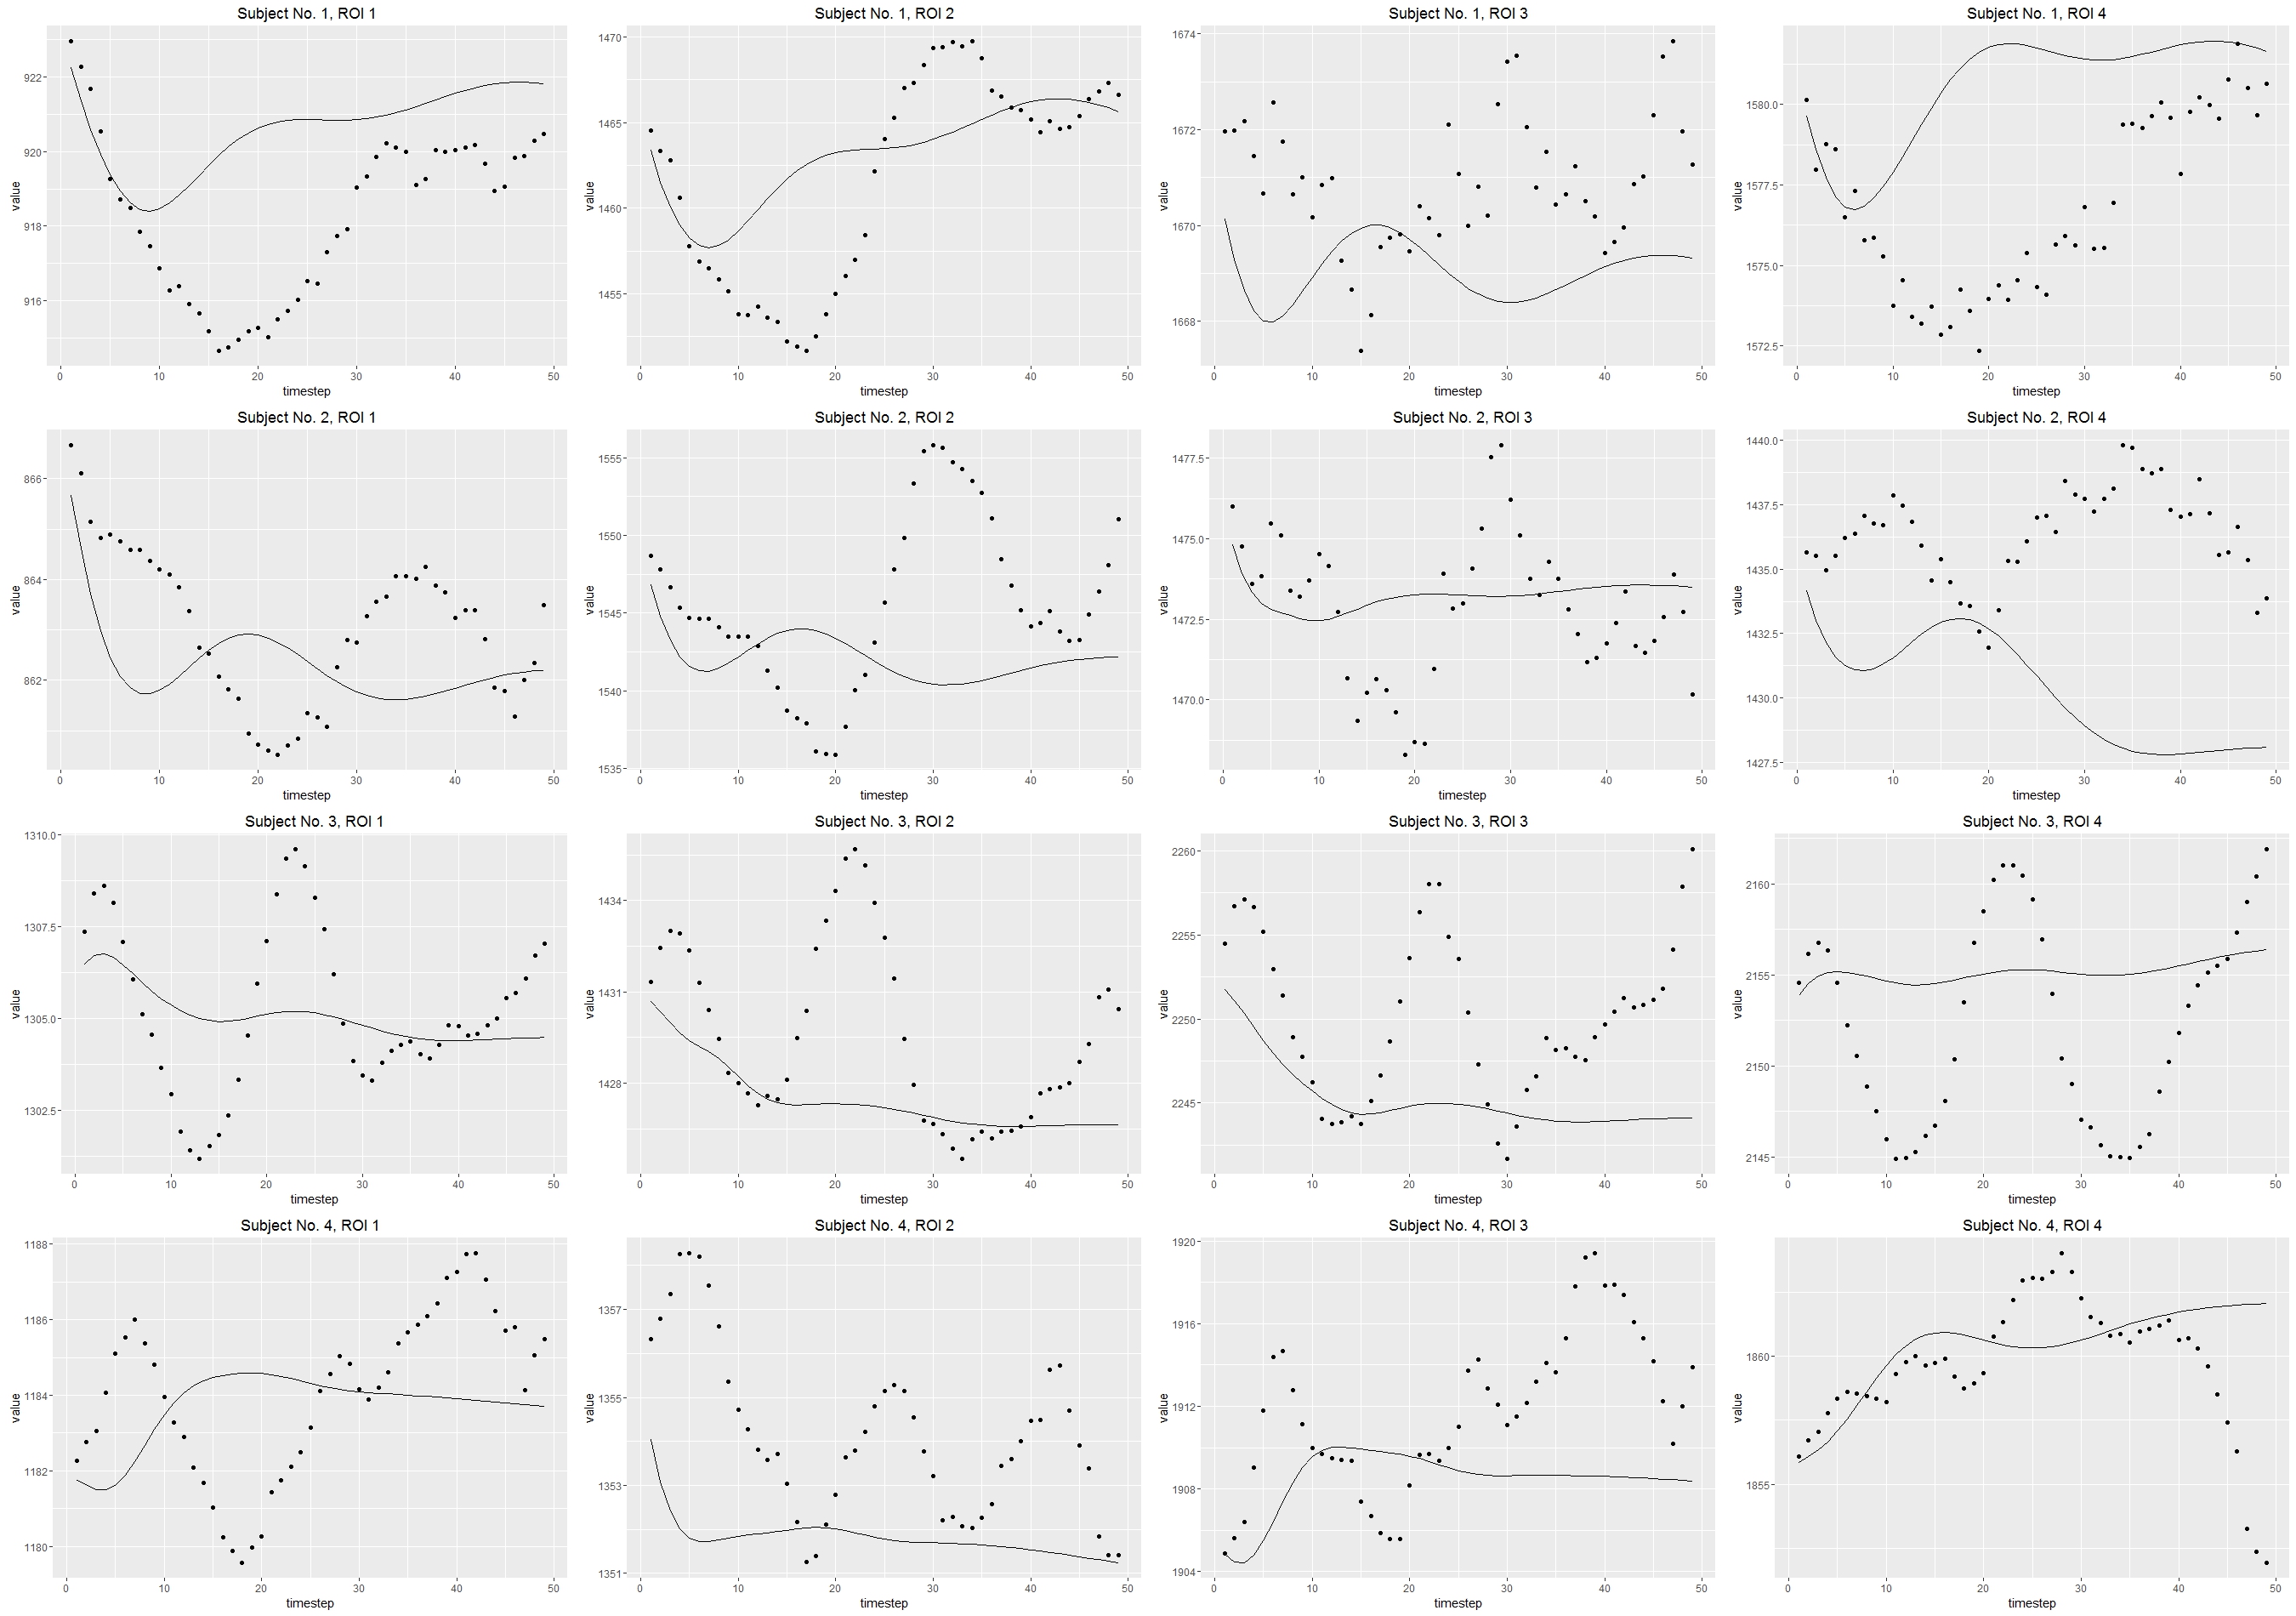 Subject No. 1, ROI 1
922
920
918
916
0 10 20 30 40 50
timestep
value
Subject No. 1, ROI 2
1470
1465
1460
1455
0 10 20 30 40 50
timestep
value
Subject No. 1, ROI 3
1674
1672
1670
1668
0 10 20 30 40 50
timestep
value
Subject No. 1, ROI 4
1580.0
1577.5
1575.0
1572.5
0 10 20 30 40 50
timestep
value
Subject No. 2, ROI 1
866
864
862
0 10 20 30 40 50
timestep
value
Subject No. 2, ROI 2
1555
1550
1545
1540
1535
0 10 20 30 40 50
timestep
value
Subject No. 2, ROI 3
1477.5
1475.0
1472.5
1470.0
0 10 20 30 40 50
timestep
value
Subject No. 2, ROI 4
1440.0
1437.5
1435.0
1432.5
1430.0
1427.5
0 10 20 30 40 50
timestep
value
Subject No. 3, ROI 1
1310.0
1307.5
1305.0
1302.5
0 10 20 30 40 50
timestep
value
Subject No. 3, ROI 2
1434
1431
1428
0 10 20 30 40 50
timestep
value
Subject No. 3, ROI 3
2260
2255
2250
2245
0 10 20 30 40 50
timestep
value
Subject No. 3, ROI 4
2160
2155
2150
2145
0 10 20 30 40 50
timestep
value
Subject No. 4, ROI 1
1188
1186
1184
1182
1180
0 10 20 30 40 50
timestep
value
Subject No. 4, ROI 2
1357
1355
1353
1351
0 10 20 30 40 50
timestep
value
Subject No. 4, ROI 3
1920
1916
1912
1908
1904
0 10 20 30 40 50
timestep
value
Subject No. 4, ROI 4
1860
1855
0 10 20 30 40 50
timestep
value